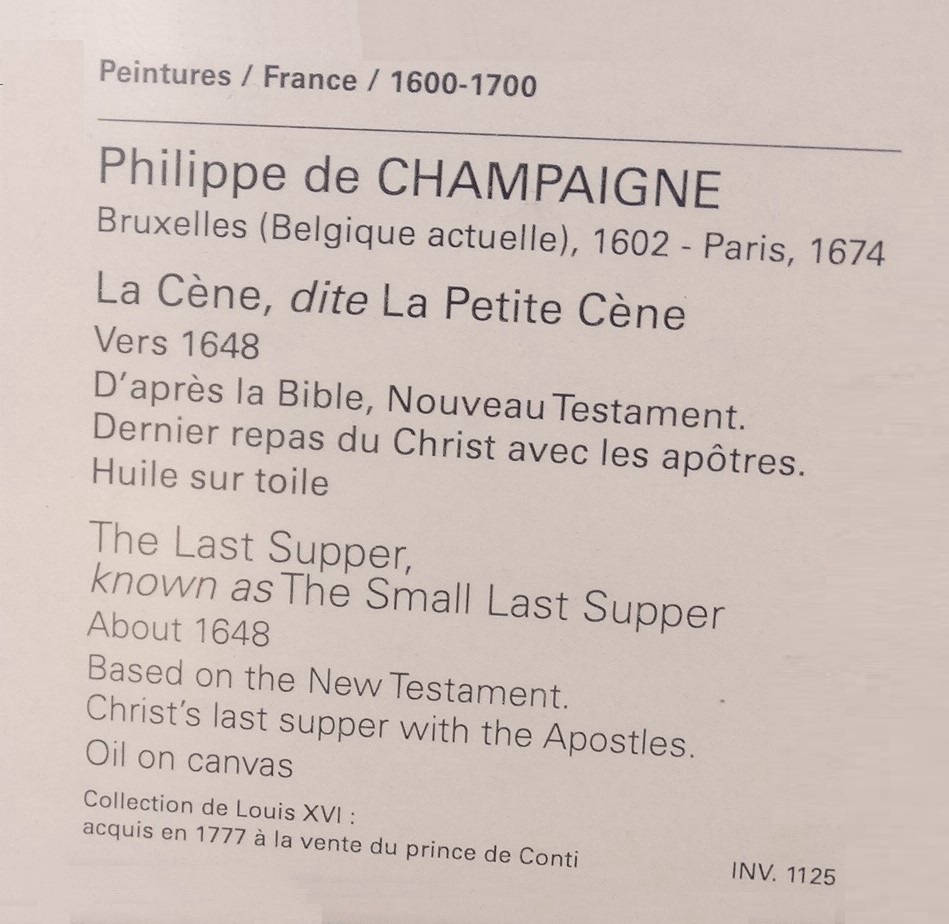 Peintures / France / 1600-1700
Philippe de CHAMPAIGNE
Bruxelles (Belgique actuelle), 1602 - Paris, 1674
La Cène, dite La Petite Cène
Vers 1648
D'après la Bible, Nouveau Testament.
Dernier repas du Christ avec les apôtres.
Huile sur toile
The Last Supper,
known as The Small Last Supper
About 1648
Based on the New Testament.
Christ's last supper with the Apostles.
Oil on canvas
Collection de Louis XVI :
acquis en 1777 à la vente du prince de Conti
INV. 1125